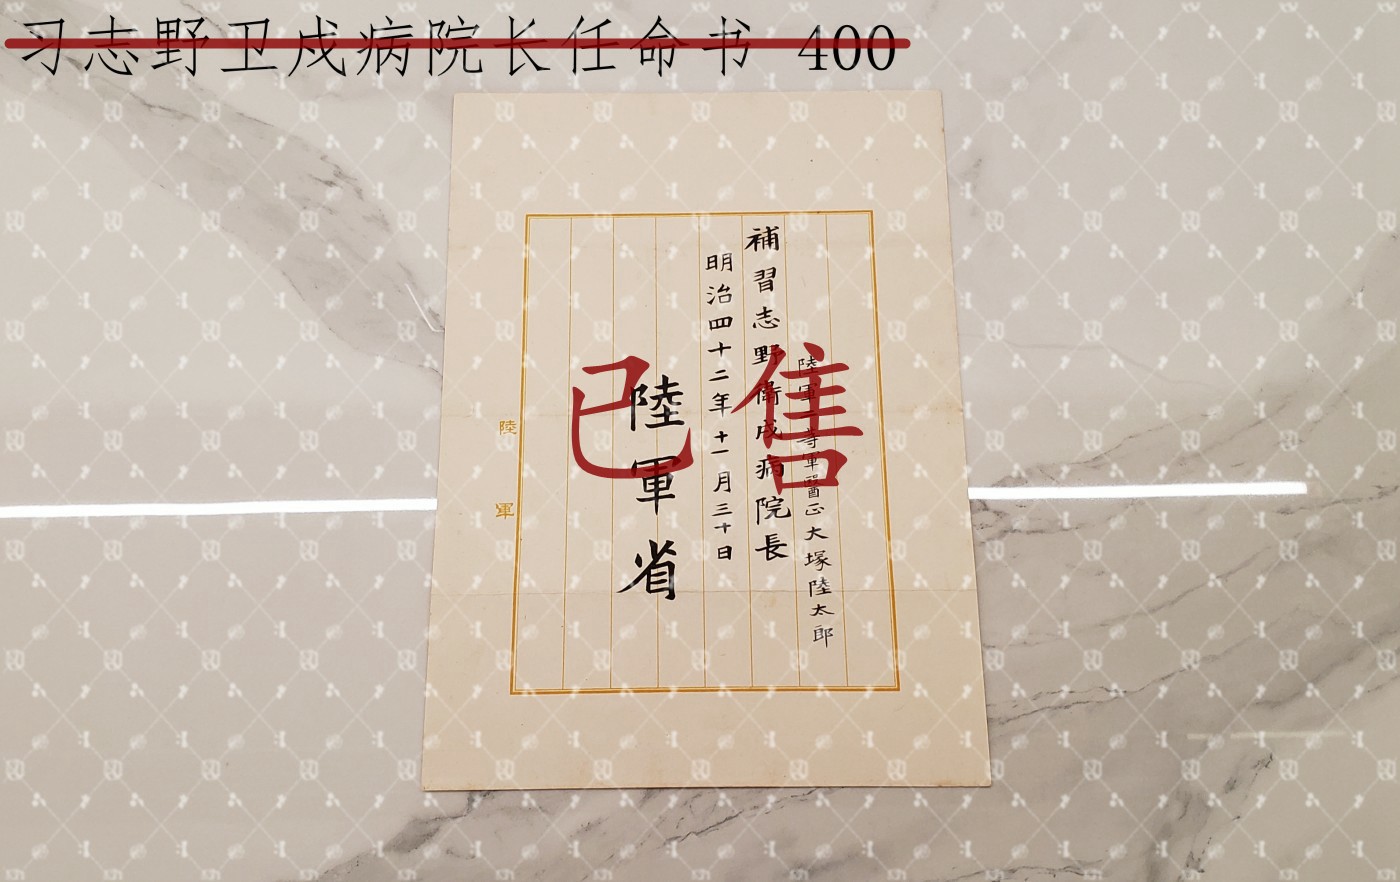 习志野卫戍病院长任命书 400
陸軍一等軍醫正 大塚陸太郎
補習志野衛戍病院長
明治四十二年十一月三十日
陸軍省
陸軍
已售